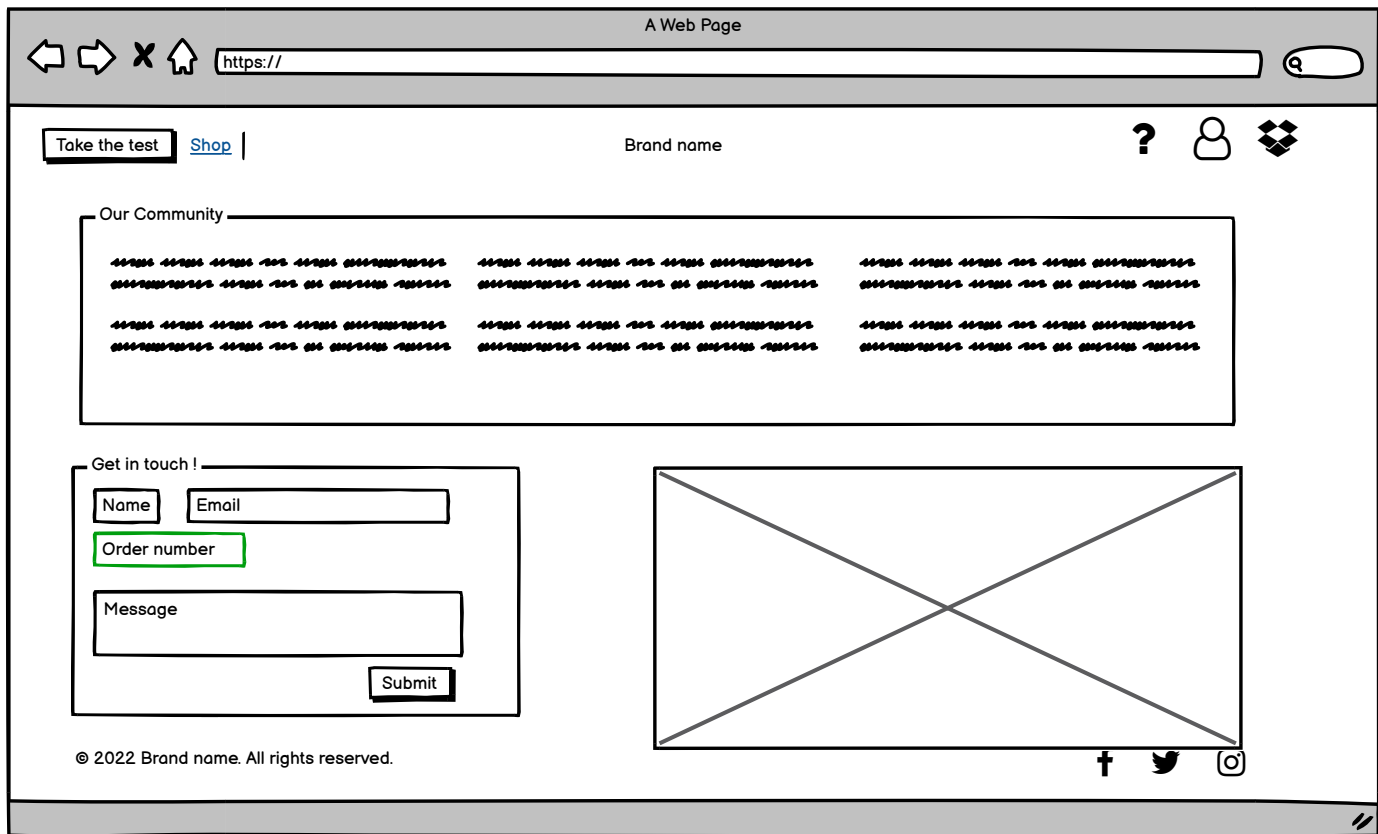 A Web Page
https://
Take the test Shop Brand name ?
Our Community
Get in touch !
Name Email
Order number
Message
Submit
© 2022 Brand name. All rights reserved.